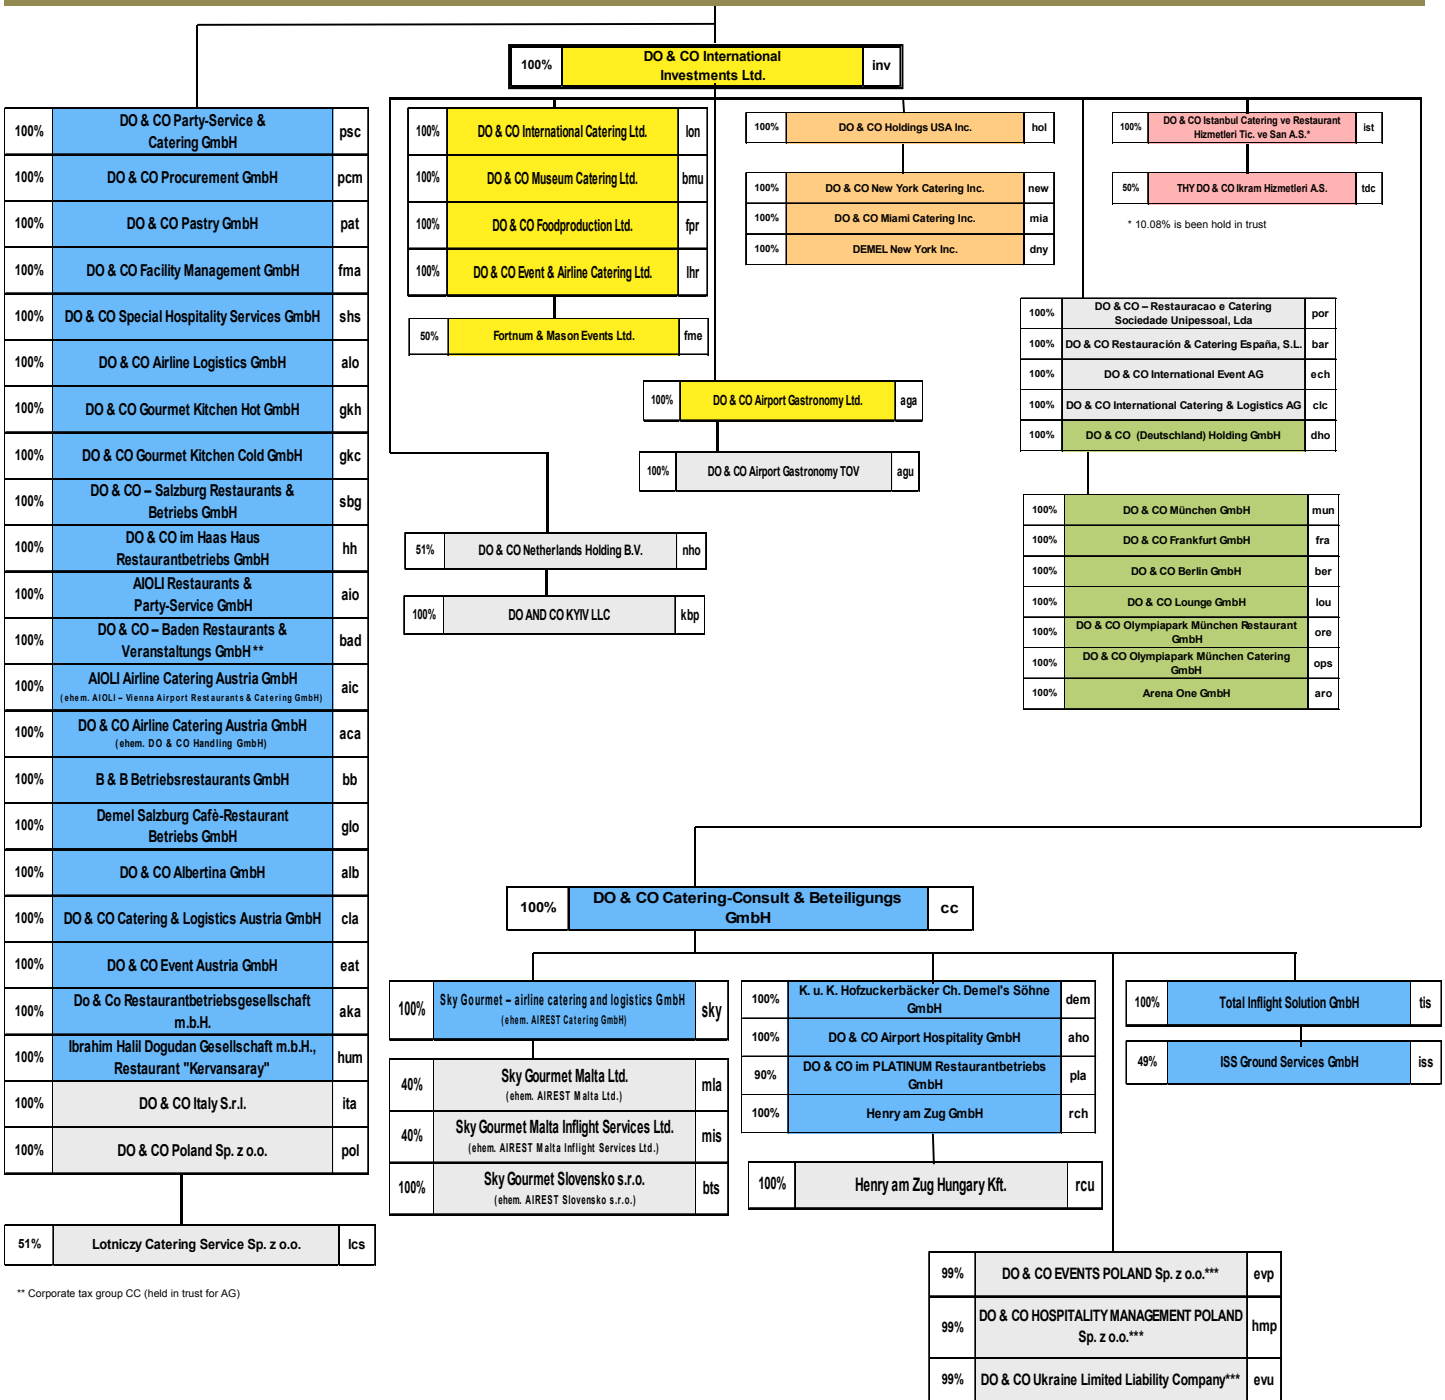 100% DO & CO International
Investments Ltd. inv
100% DO & CO Party-Service &
Catering GmbH psc
100% DO & CO Procurement GmbH pcm
100% DO & CO Pastry GmbH pat
100% DO & CO Facility Management GmbH fma
100% DO & CO Special Hospitality Services GmbH shs
100% DO & CO Airline Logistics GmbH alo
100% DO & CO Gourmet Kitchen Hot GmbH gkh
100% DO & CO Gourmet Kitchen Cold GmbH gkc
100% DO & CO – Salzburg Restaurants &
Betriebs GmbH sbg
100% DO & CO im Haas Haus
Restaurantbetriebs GmbH hh
100% AIOLI Restaurants &
Party-Service GmbH aio
100% DO & CO – Baden Restaurants &
Veranstaltungs GmbH ** bad
100% AIOLI Airline Catering Austria GmbH
(ehem. AIOLI – Vienna Airport Restaurants & Catering GmbH) aic
100% DO & CO Airline Catering Austria GmbH
(ehem. DO & CO Handling GmbH) aca
100% B & B Betriebsrestaurants GmbH bb
100% Demel Salzburg Cafè-Restaurant
Betriebs GmbH glo
100% DO & CO Albertina GmbH alb
100% DO & CO Catering & Logistics Austria GmbH cla
100% DO & CO Event Austria GmbH eat
100% Do & Co Restaurantbetriebsgesellschaft
m.b.H. aka
100% Ibrahim Halil Dogudan Gesellschaft m.b.H.,
Restaurant "Kervansaray" hum
100% DO & CO Italy S.r.l. ita
100% DO & CO Poland Sp. z o.o. pol
51% Lotniczy Catering Service Sp. z o.o. lcs
** Corporate tax group CC (held in trust for AG)
100% DO & CO International Catering Ltd. lon
100% DO & CO Museum Catering Ltd. bmu
100% DO & CO Foodproduction Ltd. fpr
100% DO & CO Event & Airline Catering Ltd. lhr
50% Fortnum & Mason Events Ltd. fme
100% DO & CO Airport Gastronomy Ltd. aga
100% DO & CO Airport Gastronomy TOV agu
51% DO & CO Netherlands Holding B.V. nho
100% DO AND CO KYIV LLC kbp
100% DO & CO Holdings USA Inc. hol
100% DO & CO New York Catering Inc. new
100% DO & CO Miami Catering Inc. mia
100% DEMEL New York Inc. dny
100% DO & CO Istanbul Catering ve Restaurant
Hizmetleri Tic. ve San A.S.* ist
50% THY DO & CO Ikram Hizmetleri A.S. tdc
* 10.08% is been hold in trust
100% DO & CO – Restauracao e Catering
Sociedade Unipessoal, Lda por
100% DO & CO Restauración & Catering España, S.L. bar
100% DO & CO International Event AG ech
100% DO & CO International Catering & Logistics AG clc
100% DO & CO (Deutschland) Holding GmbH dho
100% DO & CO München GmbH mun
100% DO & CO Frankfurt GmbH fra
100% DO & CO Berlin GmbH ber
100% DO & CO Lounge GmbH lou
100% DO & CO Olympiapark München Restaurant
GmbH ore
100% DO & CO Olympiapark München Catering
GmbH ops
100% Arena One GmbH aro
100% DO & CO Catering-Consult & Beteiligungs
GmbH cc
100% Sky Gourmet – airline catering and logistics GmbH
(ehem. AIREST Catering GmbH) sky
40% Sky Gourmet Malta Ltd.
(ehem. AIREST Malta Ltd.) mla
40% Sky Gourmet Malta Inflight Services Ltd.
(ehem. AIREST Malta Inflight Services Ltd.) mis
100% Sky Gourmet Slovensko s.r.o.
(ehem. AIREST Slovensko s.r.o.) bts
100% K. u. K. Hofzuckerbäcker Ch. Demel's Söhne
GmbH dem
100% DO & CO Airport Hospitality GmbH aho
90% DO & CO im PLATINUM Restaurantbetriebs
GmbH pla
100% Henry am Zug GmbH rch
100% Henry am Zug Hungary Kft. rcu
100% Total Inflight Solution GmbH tis
49% ISS Ground Services GmbH iss
99% DO & CO EVENTS POLAND Sp. z o.o.*** evp
99% DO & CO HOSPITALITY MANAGEMENT POLAND
Sp. z o.o.*** hmp
99% DO & CO Ukraine Limited Liability Company*** evu